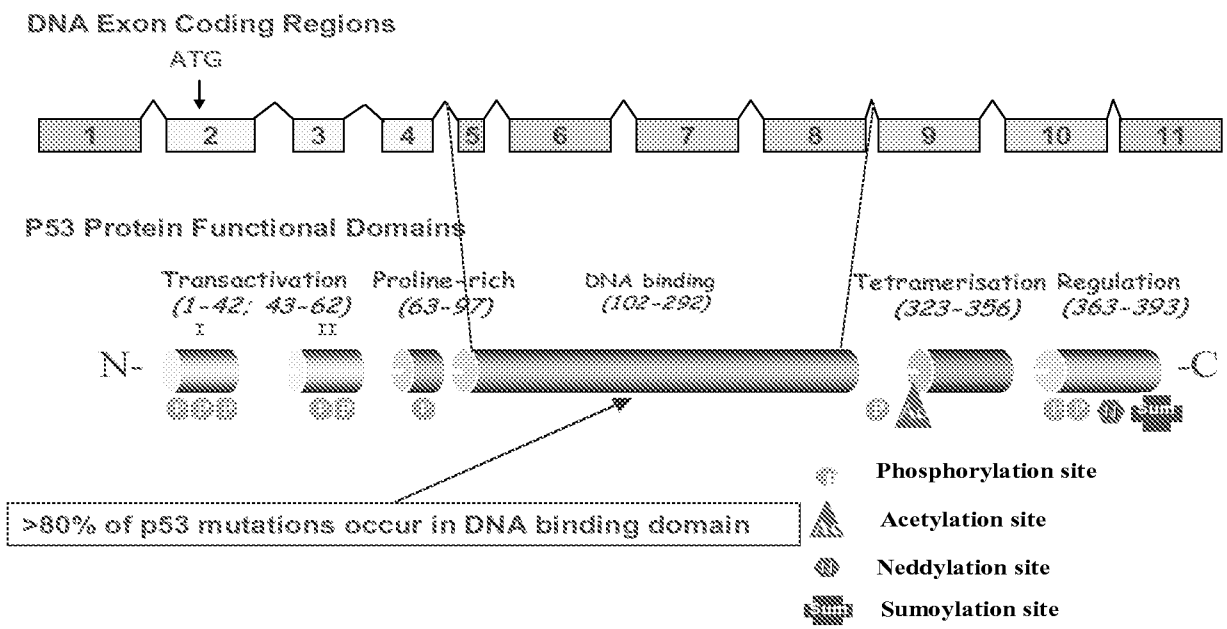 DNA Exon Coding Regions
ATG
1 2 3 4 5 6 7 8 9 10 11
P53 Protein Functional Domains
Transactivation Proline-rich DNA binding Tetramerisation Regulation
(1-42; 43-62) (63-97) (102-292) (323-356) (363-393)
I II
N- -C
P P P P P P P P P N Sum
Phosphorylation site
>80% of p53 mutations occur in DNA binding domain
Acetylation site
N Neddylation site
Sum Sumoylation site